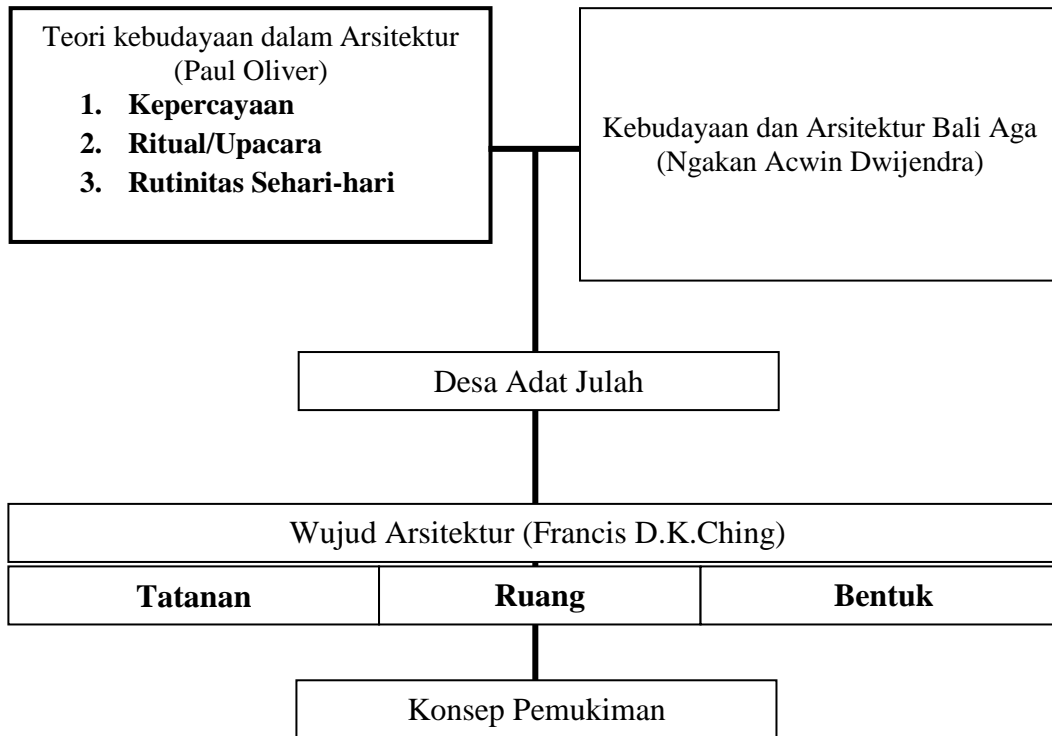 Teori kebudayaan dalam Arsitektur
(Paul Oliver)
1. Kepercayaan
2. Ritual/Upacara
3. Rutinitas Sehari-hari
Kebudayaan dan Arsitektur Bali Aga
(Ngakan Acwin Dwijendra)
Desa Adat Julah
Wujud Arsitektur (Francis D.K.Ching)
Tatanan
Ruang
Bentuk
Konsep Pemukiman